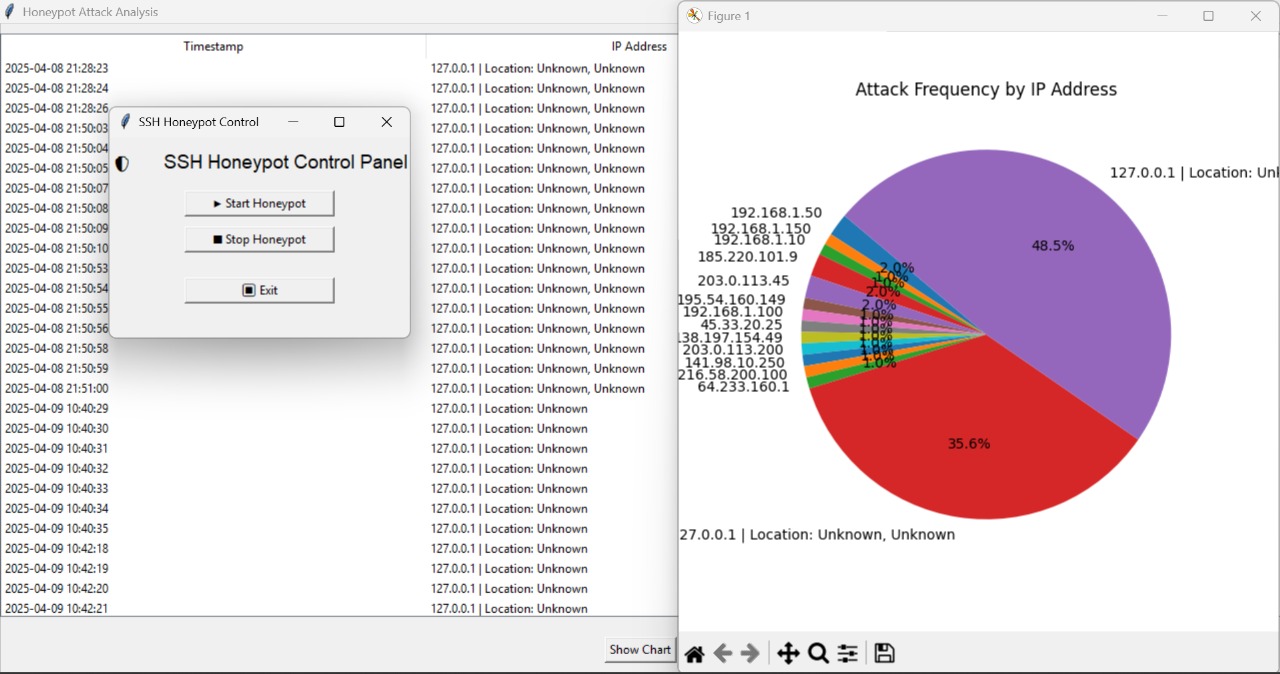 Honeypot Attack Analysis
Timestamp IP Address
2025-04-08 21:28:23 127.0.0.1 | Location: Unknown, Unknown
2025-04-08 21:28:24 127.0.0.1 | Location: Unknown, Unknown
2025-04-08 21:28:26 127.0.0.1 | Location: Unknown, Unknown
2025-04-08 21:50:03 127.0.0.1 | Location: Unknown, Unknown
2025-04-08 21:50:04 127.0.0.1 | Location: Unknown, Unknown
2025-04-08 21:50:05 127.0.0.1 | Location: Unknown, Unknown
2025-04-08 21:50:07 127.0.0.1 | Location: Unknown, Unknown
2025-04-08 21:50:08 127.0.0.1 | Location: Unknown, Unknown
2025-04-08 21:50:09 127.0.0.1 | Location: Unknown, Unknown
2025-04-08 21:50:10 127.0.0.1 | Location: Unknown, Unknown
2025-04-08 21:50:53 127.0.0.1 | Location: Unknown, Unknown
2025-04-08 21:50:54 127.0.0.1 | Location: Unknown, Unknown
2025-04-08 21:50:55 127.0.0.1 | Location: Unknown, Unknown
2025-04-08 21:50:56 127.0.0.1 | Location: Unknown, Unknown
2025-04-08 21:50:58 127.0.0.1 | Location: Unknown, Unknown
2025-04-08 21:50:59 127.0.0.1 | Location: Unknown, Unknown
2025-04-08 21:51:00 127.0.0.1 | Location: Unknown, Unknown
2025-04-09 10:40:29 127.0.0.1 | Location: Unknown
2025-04-09 10:40:30 127.0.0.1 | Location: Unknown
2025-04-09 10:40:31 127.0.0.1 | Location: Unknown
2025-04-09 10:40:32 127.0.0.1 | Location: Unknown
2025-04-09 10:40:33 127.0.0.1 | Location: Unknown
2025-04-09 10:40:34 127.0.0.1 | Location: Unknown
2025-04-09 10:40:35 127.0.0.1 | Location: Unknown
2025-04-09 10:42:18 127.0.0.1 | Location: Unknown
2025-04-09 10:42:19 127.0.0.1 | Location: Unknown
2025-04-09 10:42:20 127.0.0.1 | Location: Unknown
2025-04-09 10:42:21 127.0.0.1 | Location: Unknown
Show Chart
SSH Honeypot Control
SSH Honeypot Control Panel
Start Honeypot
Stop Honeypot
Exit
Figure 1
Attack Frequency by IP Address
127.0.0.1 | Location: Unk
48.5%
192.168.1.50
192.168.1.150
192.168.1.10
185.220.101.9
203.0.113.45
195.54.160.149
192.168.1.100
45.33.20.25
138.197.154.49
203.0.113.200
141.98.10.250
216.58.200.100
64.233.160.1
2.0%
1.0%
1.0%
2.0%
2.0%
1.0%
1.0%
1.0%
1.0%
1.0%
1.0%
1.0%
1.0%
35.6%
27.0.0.1 | Location: Unknown, Unknown